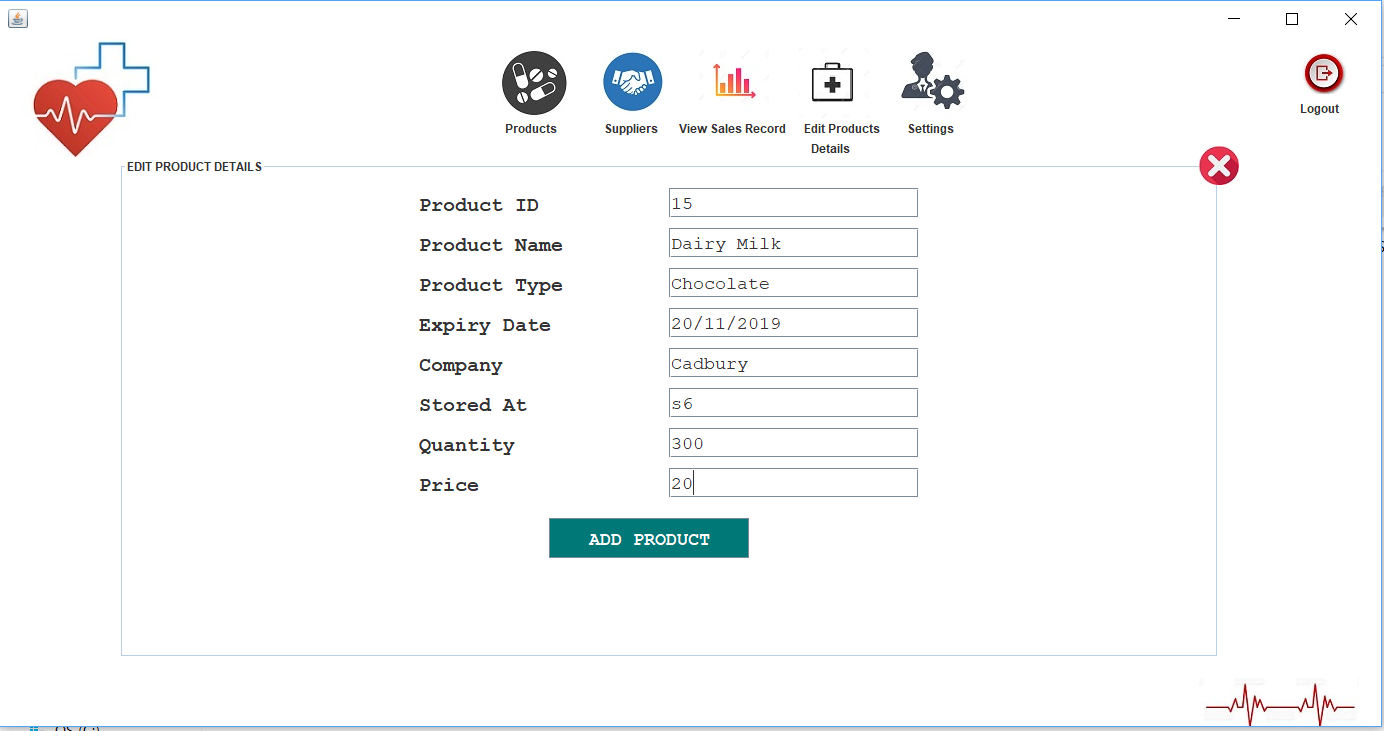 Products
Suppliers
View Sales Record
Edit Products
Details
Settings
Logout
EDIT PRODUCT DETAILS
Product ID
15
Product Name
Dairy Milk
Product Type
Chocolate
Expiry Date
20/11/2019
Company
Cadbury
Stored At
s6
Quantity
300
Price
20
ADD PRODUCT